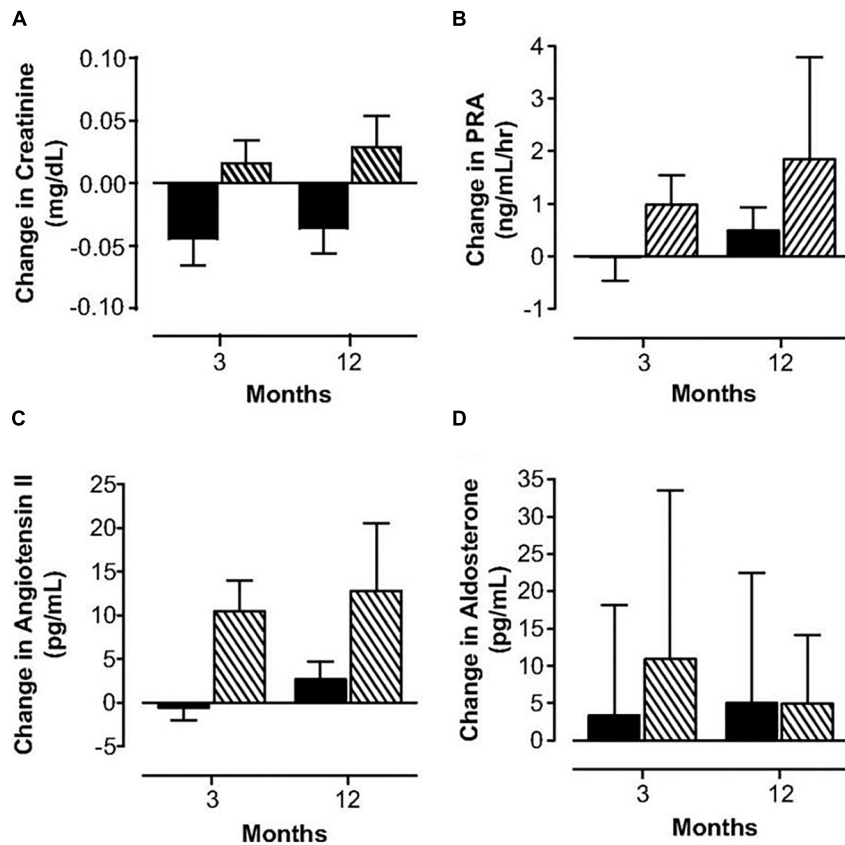 A
Change in Creatinine
(mg/dL)
0.10
0.05
0.00
-0.05
-0.10
3
12
Months
B
Change in PRA
(ng/mL/hr)
4
3
2
1
0
-1
3
12
Months
C
Change in Angiotensin II
(pg/mL)
25
20
15
10
5
0
-5
3
12
Months
D
Change in Aldosterone
(pg/mL)
35
30
25
20
15
10
5
0
3
12
Months